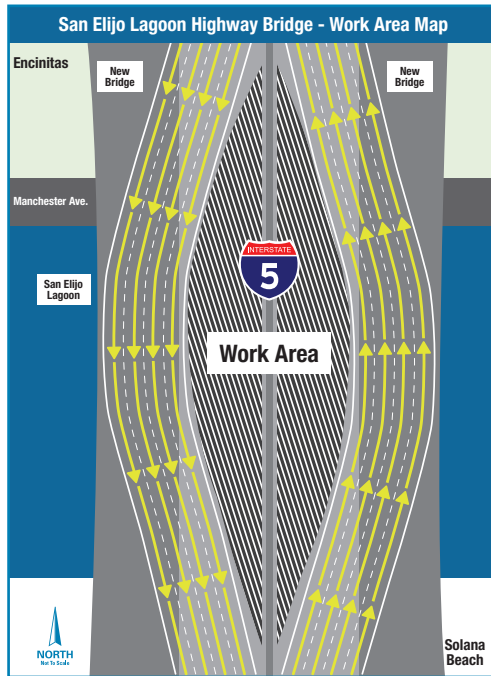 San Elijo Lagoon Highway Bridge - Work Area Map
Encinitas
New
Bridge
New
Bridge
Manchester Ave.
INTERSTATE
5
San Elijo
Lagoon
Work Area
NORTH
Not To Scale
Solana
Beach